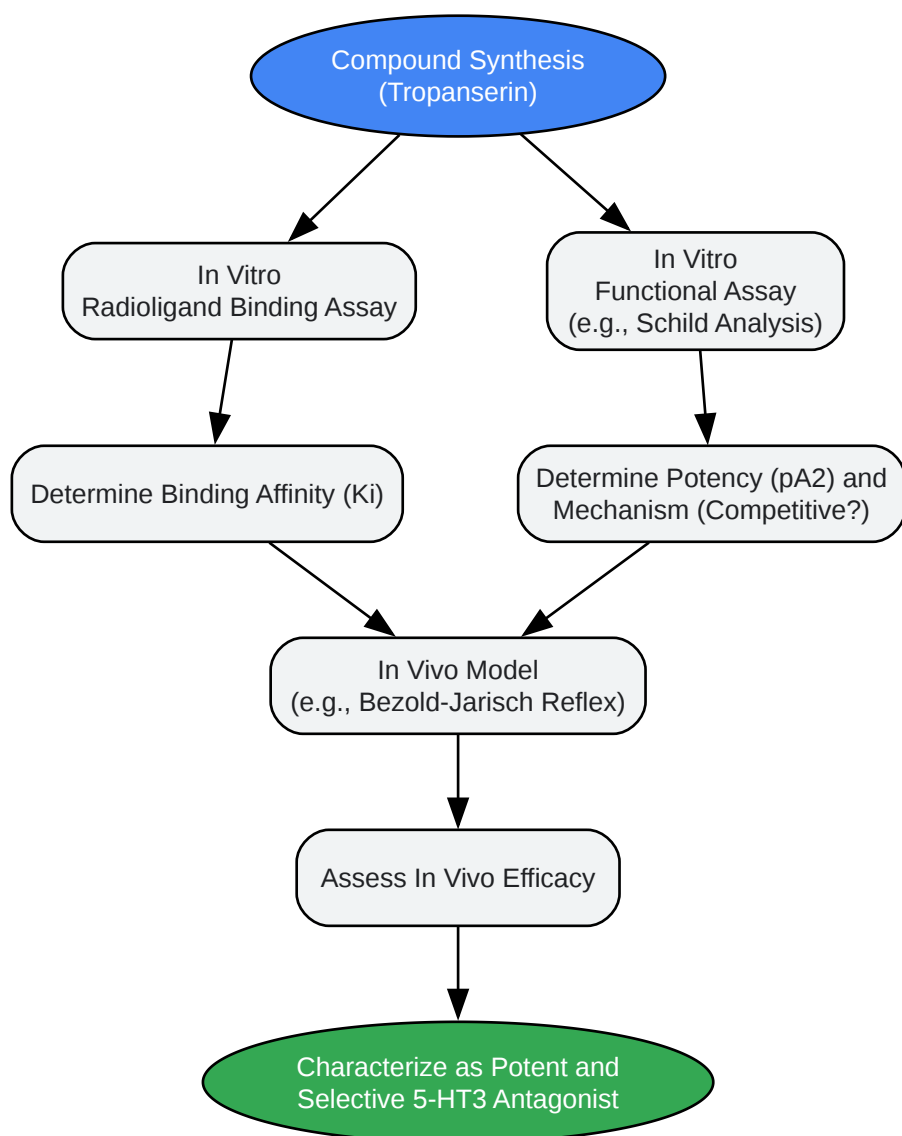 Compound Synthesis
(Tropanserin)
In Vitro
Radioligand Binding Assay
In Vitro
Functional Assay
(e.g., Schild Analysis)
Determine Binding Affinity (Ki)
Determine Potency (pA2) and
Mechanism (Competitive?)
In Vivo Model
(e.g., Bezold-Jarisch Reflex)
Assess In Vivo Efficacy
Characterize as Potent and
Selective 5-HT3 Antagonist